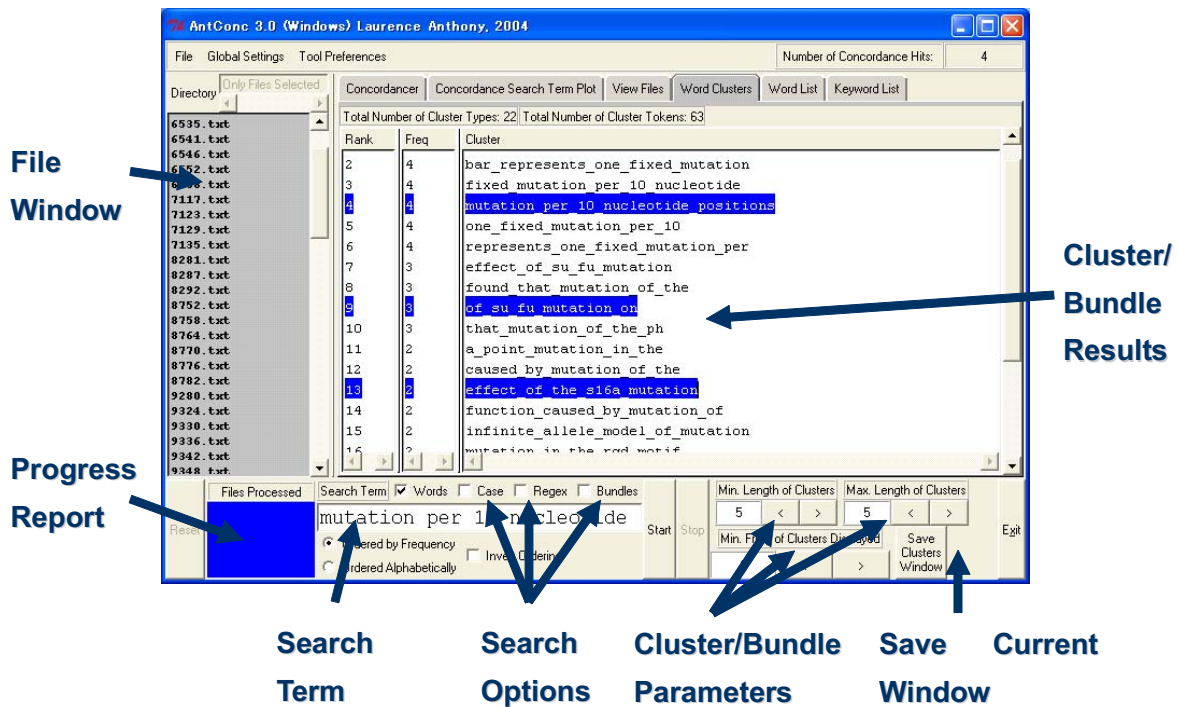 AntConc 3.0 (Windows) Laurence Anthony, 2004
File Global Settings Tool Preferences Number of Concordance Hits: 4
Directory Only Files Selected
Concordancer Concordance Search Term Plot View Files Word Clusters Word List Keyword List
Total Number of Cluster Types: 22 Total Number of Cluster Tokens: 63
Rank Freq Cluster
2 4 bar_represents_one_fixed_mutation
3 4 fixed_mutation_per_10_nucleotide
4 4 mutation_per_10_nucleotide_positions
5 4 one_fixed_mutation_per_10
6 4 represents_one_fixed_mutation_per
7 3 effect_of_su_fu_mutation
8 3 found_that_mutation_of_the
9 3 of_su_fu_mutation_on
10 3 that_mutation_of_the_ph
11 2 a_point_mutation_in_the
12 2 caused_by_mutation_of_the
13 2 effect_of_the_s16a_mutation
14 2 function_caused_by_mutation_of
15 2 infinite_allele_model_of_mutation
16 2 mutation_in_the_rgd_motif
6535.txt
6541.txt
6546.txt
6552.txt
7117.txt
7123.txt
7129.txt
7135.txt
8281.txt
8287.txt
8292.txt
8752.txt
8758.txt
8764.txt
8770.txt
8776.txt
8782.txt
9280.txt
9324.txt
9330.txt
9336.txt
9342.txt
9348.txt
File
Window
Cluster/
Bundle
Results
Progress
Report
Reset
Files Processed
Search Term Words Case Regex Bundles
mutation per
Ordered by Frequency
Ordered Alphabetically
Start Stop
Min. Length of Clusters Max. Length of Clusters
5 < > 5 < >
Min. of Clusters
>
Save
Clusters
Window
Exit
Search
Term
Search
Options
Cluster/Bundle
Parameters
Save Current
Window